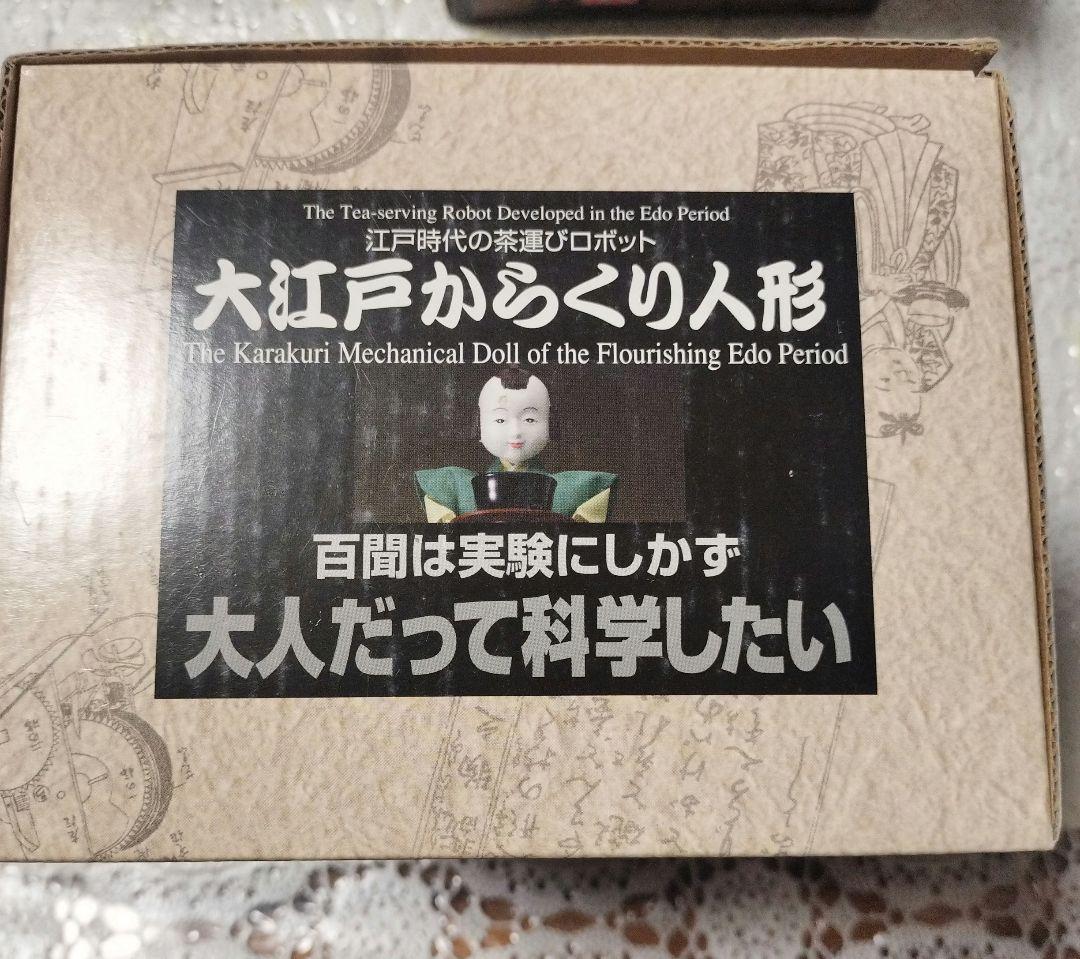 The Tea-serving Robot Developed in the Edo Period
江戸時代の茶運びロボット
大江戸からくり人形
The Karakuri Mechanical Doll of the Flourishing Edo Period
百聞は実験にしかず
大人だって科学したい